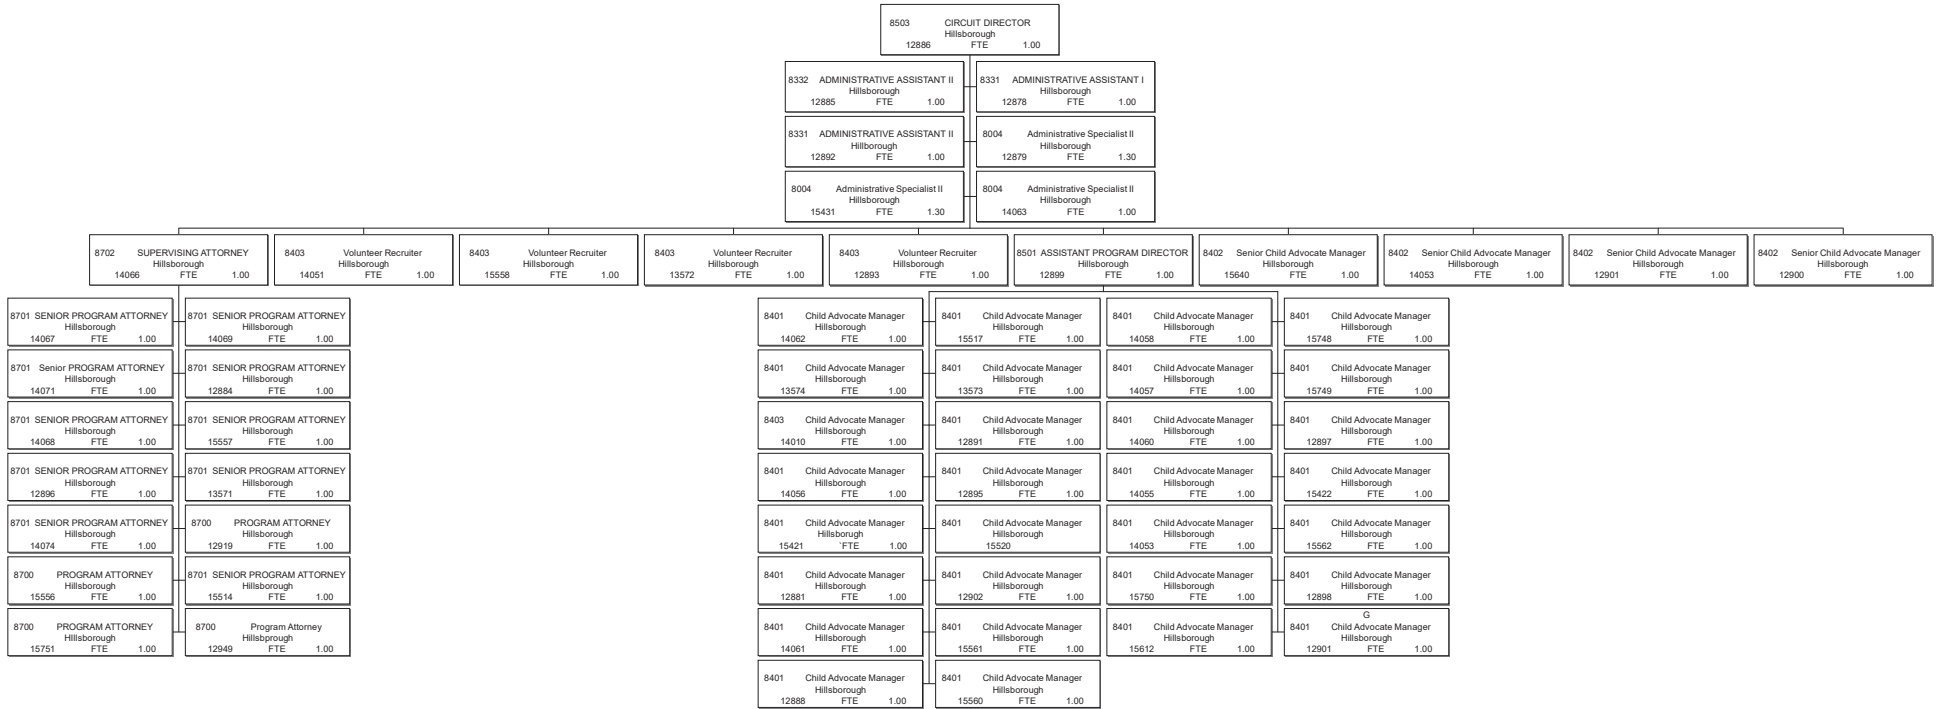 8503 CIRCUIT DIRECTOR
Hillsborough
12886 FTE 1.00
8332 ADMINISTRATIVE ASSISTANT II
Hillsborough
12885 FTE 1.00
8331 ADMINISTRATIVE ASSISTANT I
Hillsborough
12878 FTE 1.00
8331 ADMINISTRATIVE ASSISTANT II
Hillborough
12892 FTE 1.00
8004 Administrative Specialist II
Hillsborough
12879 FTE 1.30
8004 Administrative Specialist II
Hillsborough
15431 FTE 1.30
8004 Administrative Specialist II
Hillsborough
14063 FTE 1.00
8702 SUPERVISING ATTORNEY
Hillsborough
14066 FTE 1.00
8403 Volunteer Recruiter
Hillsborough
14051 FTE 1.00
8403 Volunteer Recruiter
Hillsborough
15558 FTE 1.00
8403 Volunteer Recruiter
Hillsborough
13572 FTE 1.00
8403 Volunteer Recruiter
Hillsborough
12893 FTE 1.00
8501 ASSISTANT PROGRAM DIRECTOR
Hillsborough
12899 FTE 1.00
8402 Senior Child Advocate Manager
Hillsborough
15640 FTE 1.00
8402 Senior Child Advocate Manager
Hillsborough
14053 FTE 1.00
8402 Senior Child Advocate Manager
Hillsborough
12901 FTE 1.00
8402 Senior Child Advocate Manager
Hillsborough
12900 FTE 1.00
8701 SENIOR PROGRAM ATTORNEY
Hillsborough
14067 FTE 1.00
8701 SENIOR PROGRAM ATTORNEY
Hillsborough
14069 FTE 1.00
8701 Senior PROGRAM ATTORNEY
Hillsborough
14071 FTE 1.00
8701 SENIOR PROGRAM ATTORNEY
Hillsborough
12884 FTE 1.00
8701 SENIOR PROGRAM ATTORNEY
Hillsborough
14068 FTE 1.00
8701 SENIOR PROGRAM ATTORNEY
Hillsborough
15557 FTE 1.00
8701 SENIOR PROGRAM ATTORNEY
Hillsborough
12896 FTE 1.00
8701 SENIOR PROGRAM ATTORNEY
Hillsborough
13571 FTE 1.00
8701 SENIOR PROGRAM ATTORNEY
Hillsborough
14074 FTE 1.00
8700 PROGRAM ATTORNEY
Hillsborough
12919 FTE 1.00
8700 PROGRAM ATTORNEY
Hillsborough
15556 FTE 1.00
8701 SENIOR PROGRAM ATTORNEY
Hillsborough
15514 FTE 1.00
8700 PROGRAM ATTORNEY
HIllsborough
15751 FTE 1.00
8700 Program Attorney
Hillsbprough
12949 FTE 1.00
8401 Child Advocate Manager
Hillsborough
14062 FTE 1.00
8401 Child Advocate Manager
Hillsborough
15517 FTE 1.00
8401 Child Advocate Manager
Hillsborough
14058 FTE 1.00
8401 Child Advocate Manager
Hillsborough
15748 FTE 1.00
8401 Child Advocate Manager
Hillsborough
13574 FTE 1.00
8401 Child Advocate Manager
Hillsborough
13573 FTE 1.00
8401 Child Advocate Manager
Hillsborough
14057 FTE 1.00
8401 Child Advocate Manager
Hillsborough
15749 FTE 1.00
8403 Child Advocate Manager
Hillsborough
14010 FTE 1.00
8401 Child Advocate Manager
Hillsborough
12891 FTE 1.00
8401 Child Advocate Manager
Hillsborough
14060 FTE 1.00
8401 Child Advocate Manager
Hillsborough
12897 FTE 1.00
8401 Child Advocate Manager
Hillsborough
14056 FTE 1.00
8401 Child Advocate Manager
Hillsborough
12895 FTE 1.00
8401 Child Advocate Manager
Hillsborough
14055 FTE 1.00
8401 Child Advocate Manager
Hillsborough
15422 FTE 1.00
8401 Child Advocate Manager
Hillsborugh
15421 `FTE 1.00
8401 Child Advocate Manager
Hillsborough
15520
8401 Child Advocate Manager
Hillsborough
14053 FTE 1.00
8401 Child Advocate Manager
Hillsborough
15562 FTE 1.00
8401 Child Advocate Manager
Hillsborough
12881 FTE 1.00
8401 Child Advocate Manager
Hillsborough
12902 FTE 1.00
8401 Child Advocate Manager
Hillsborough
15750 FTE 1.00
8401 Child Advocate Manager
Hillsborough
12898 FTE 1.00
8401 Child Advocate Manager
Hillsborough
14061 FTE 1.00
8401 Child Advocate Manager
Hillsborough
15561 FTE 1.00
8401 Child Advocate Manager
Hillsborough
15612 FTE 1.00
G
8401 Child Advocate Manager
Hillsborough
12901 FTE 1.00
8401 Child Advocate Manager
Hillsborough
12888 FTE 1.00
8401 Child Advocate Manager
Hillsborough
15560 FTE 1.00